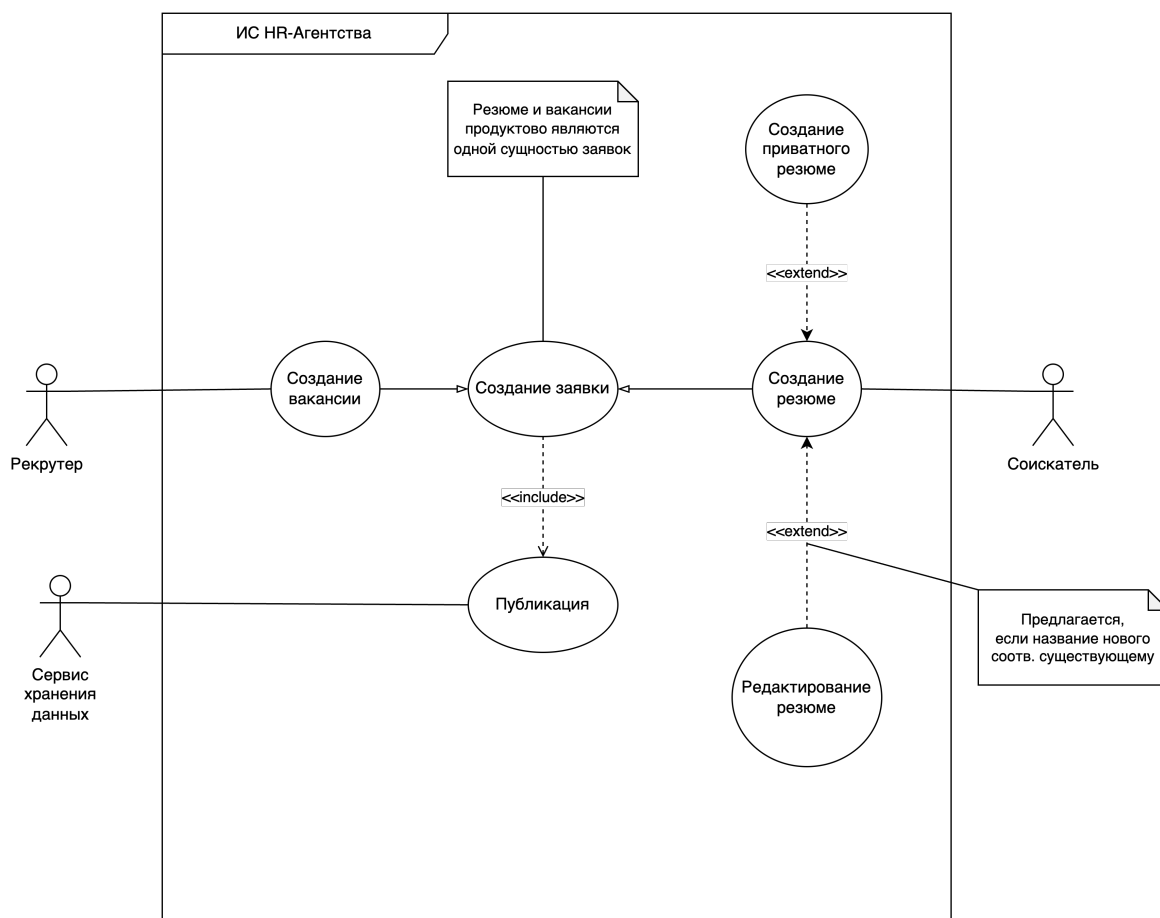 ИС HR-Агентства
Резюме и вакансии
продуктово являются
одной сущностью заявок
Создание
приватного
резюме
<<extend>>
Создание
вакансии
Создание заявки
Создание
резюме
Рекрутер
Соискатель
<<include>>
<<extend>>
Сервис
хранения
данных
Публикация
Предлагается,
если название нового
соотв. существующему
Редактирование
резюме